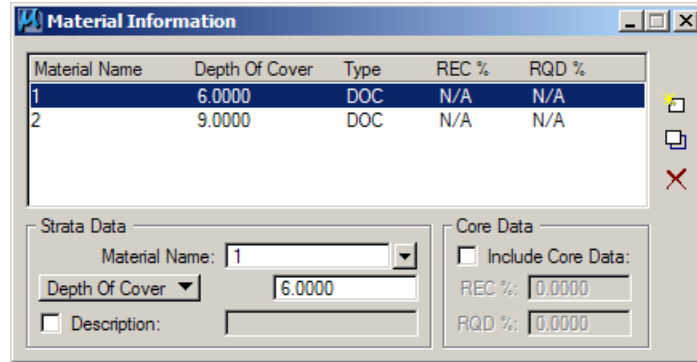 Material Information
Material Name Depth Of Cover Type REC % RQD %
1 6.0000 DOC N/A N/A
2 9.0000 DOC N/A N/A
Strata Data
Material Name: 1
Depth Of Cover 6.0000
Description:
Core Data
Include Core Data:
REC %: 0.0000
RQD %: 0.0000